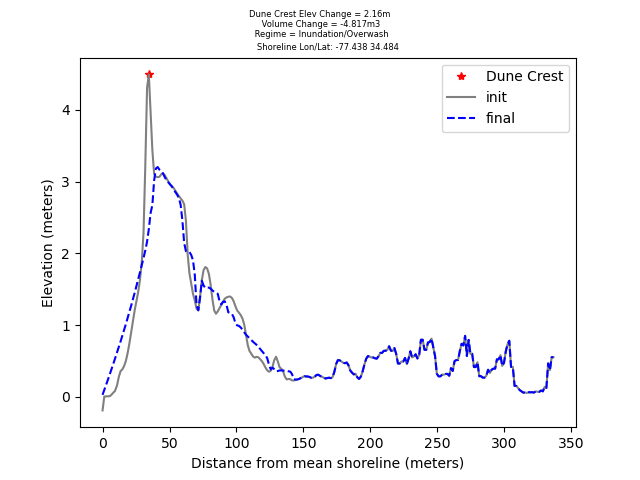 Dune Crest Elev Change = 2.16m
Volume Change = -4.817m3
Regime = Inundation/Overwash
Shoreline Lon/Lat: -77.438 34.484
Dune Crest
init
final
Elevation (meters)
4
3
2
1
0
0 50 100 150 200 250 300 350
Distance from mean shoreline (meters)